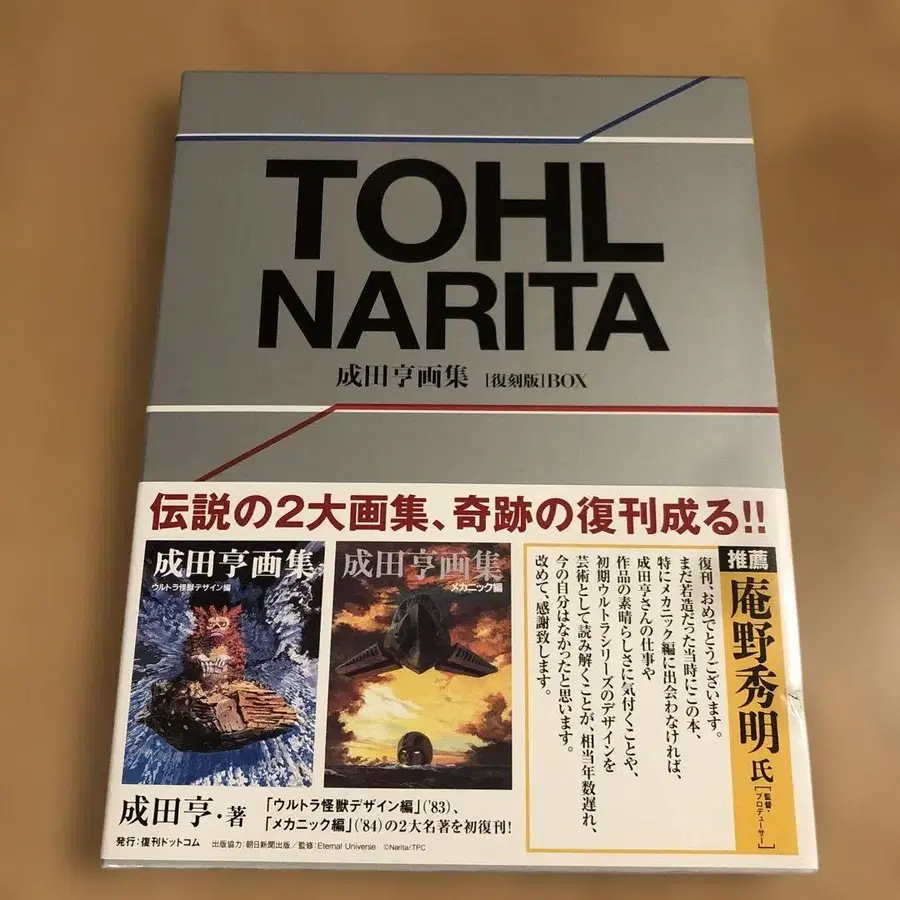 TOHL
NARITA
成田亨画集 [復刻版]BOX
伝説の2大画集、奇跡の復刊成る!!
成田亨画集
ウルトラ怪獣デザイン編
成田亨画集
メカニック編
推薦
庵野秀明氏
[監督・プロデューサー]
復刊、おめでとうございます。
まだ若造だった当時にこの本、
特にメカニック編に出会わなければ、
成田亨さんの仕事や
作品の素晴らしさに気付くことや、
初期ウルトラシリーズのデザインを
芸術として読み解くことが、相当年数遅れ、
今の自分はなかったと思います。
改めて、感謝致します。
成田亨・著
「ウルトラ怪獣デザイン編」('83)、
「メカニック編」('84)の2大名著を初復刊!
発行:復刊ドットコム 出版協力:朝日新聞出版/監修:Eternal Universe ©Narita/TPC